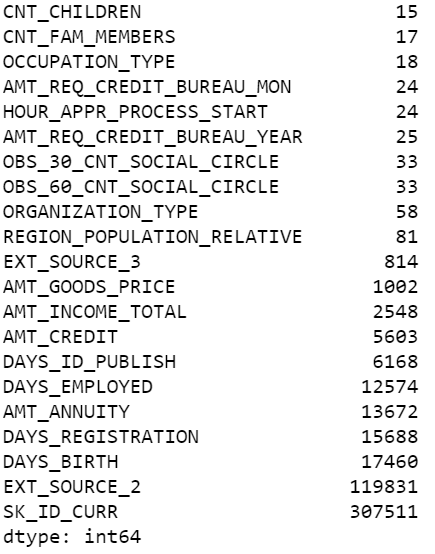 CNT_CHILDREN 15
CNT_FAM_MEMBERS 17
OCCUPATION_TYPE 18
AMT_REQ_CREDIT_BUREAU_MON 24
HOUR_APPR_PROCESS_START 24
AMT_REQ_CREDIT_BUREAU_YEAR 25
OBS_30_CNT_SOCIAL_CIRCLE 33
OBS_60_CNT_SOCIAL_CIRCLE 33
ORGANIZATION_TYPE 58
REGION_POPULATION_RELATIVE 81
EXT_SOURCE_3 814
AMT_GOODS_PRICE 1002
AMT_INCOME_TOTAL 2548
AMT_CREDIT 5603
DAYS_ID_PUBLISH 6168
DAYS_EMPLOYED 12574
AMT_ANNUITY 13672
DAYS_REGISTRATION 15688
DAYS_BIRTH 17460
EXT_SOURCE_2 119831
SK_ID_CURR 307511
dtype: int64